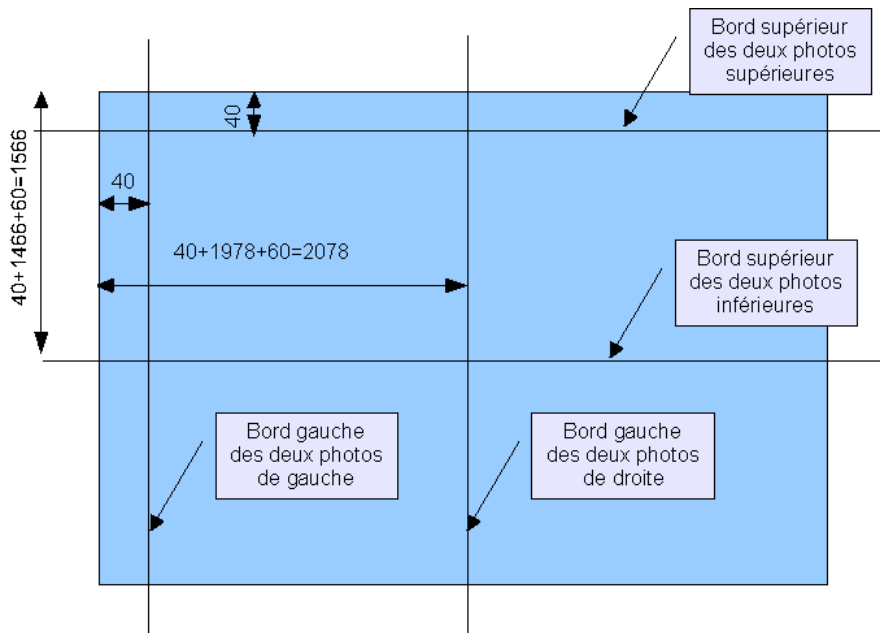 Bord supérieur
des deux photos
supérieures
40
40+1466+60=1566
40
40+1978+60=2078
Bord supérieur
des deux photos
inférieures
Bord gauche
des deux photos
de gauche
Bord gauche
des deux photos
de droite